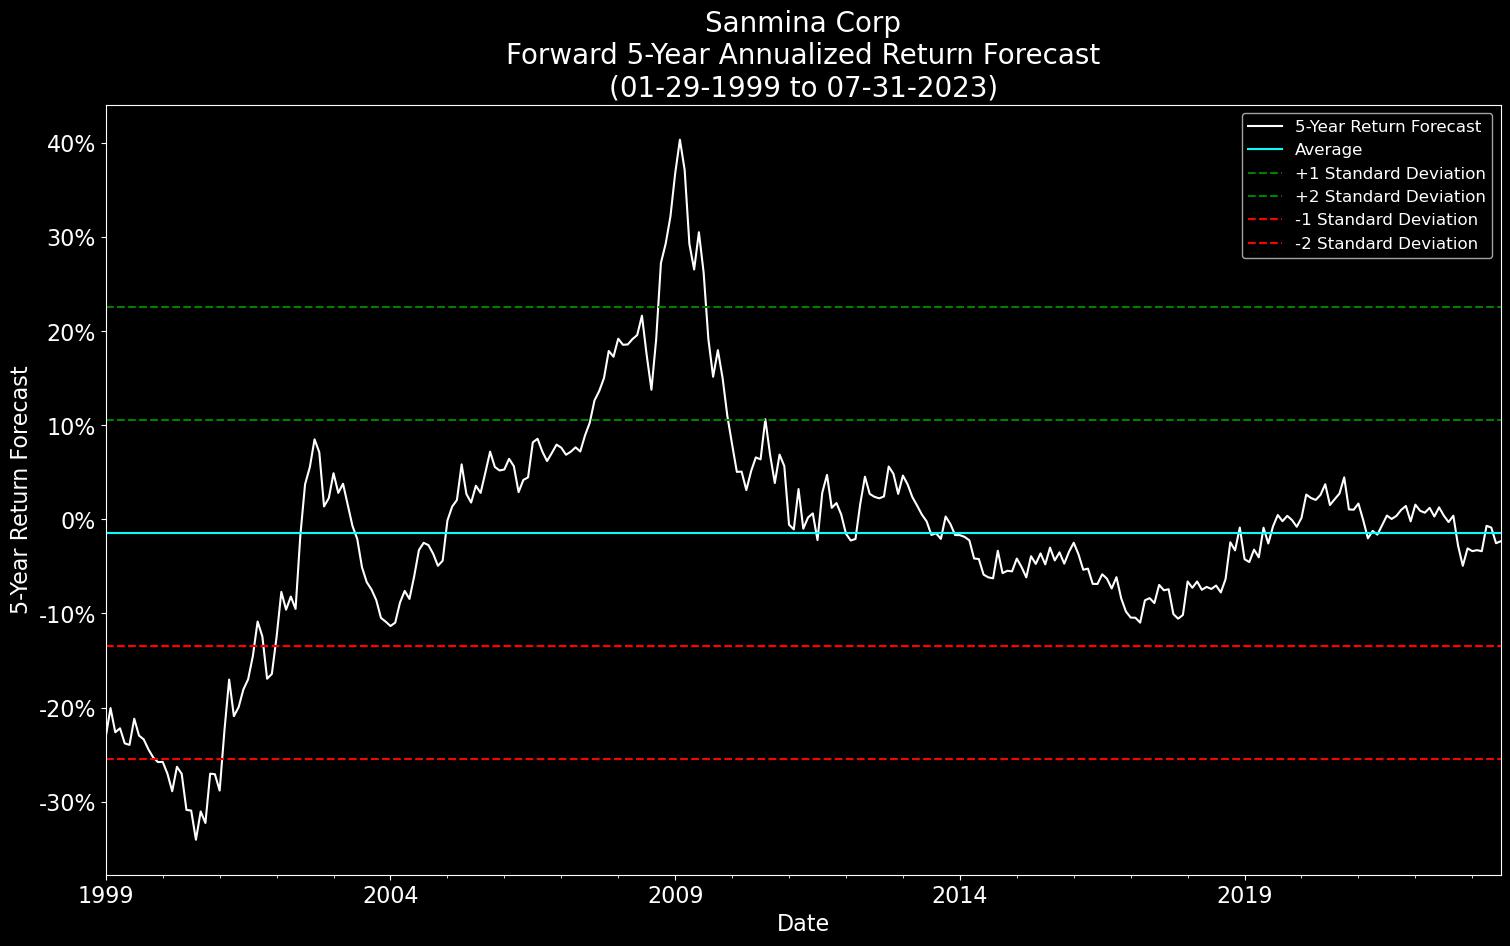 Sanmina Corp
Forward 5-Year Annualized Return Forecast
(01-29-1999 to 07-31-2023)
5-Year Return Forecast
Average
+1 Standard Deviation
+2 Standard Deviation
-1 Standard Deviation
-2 Standard Deviation
40%
30%
20%
10%
0%
-10%
-20%
-30%
5-Year Return Forecast
1999
2004
2009
2014
2019
Date